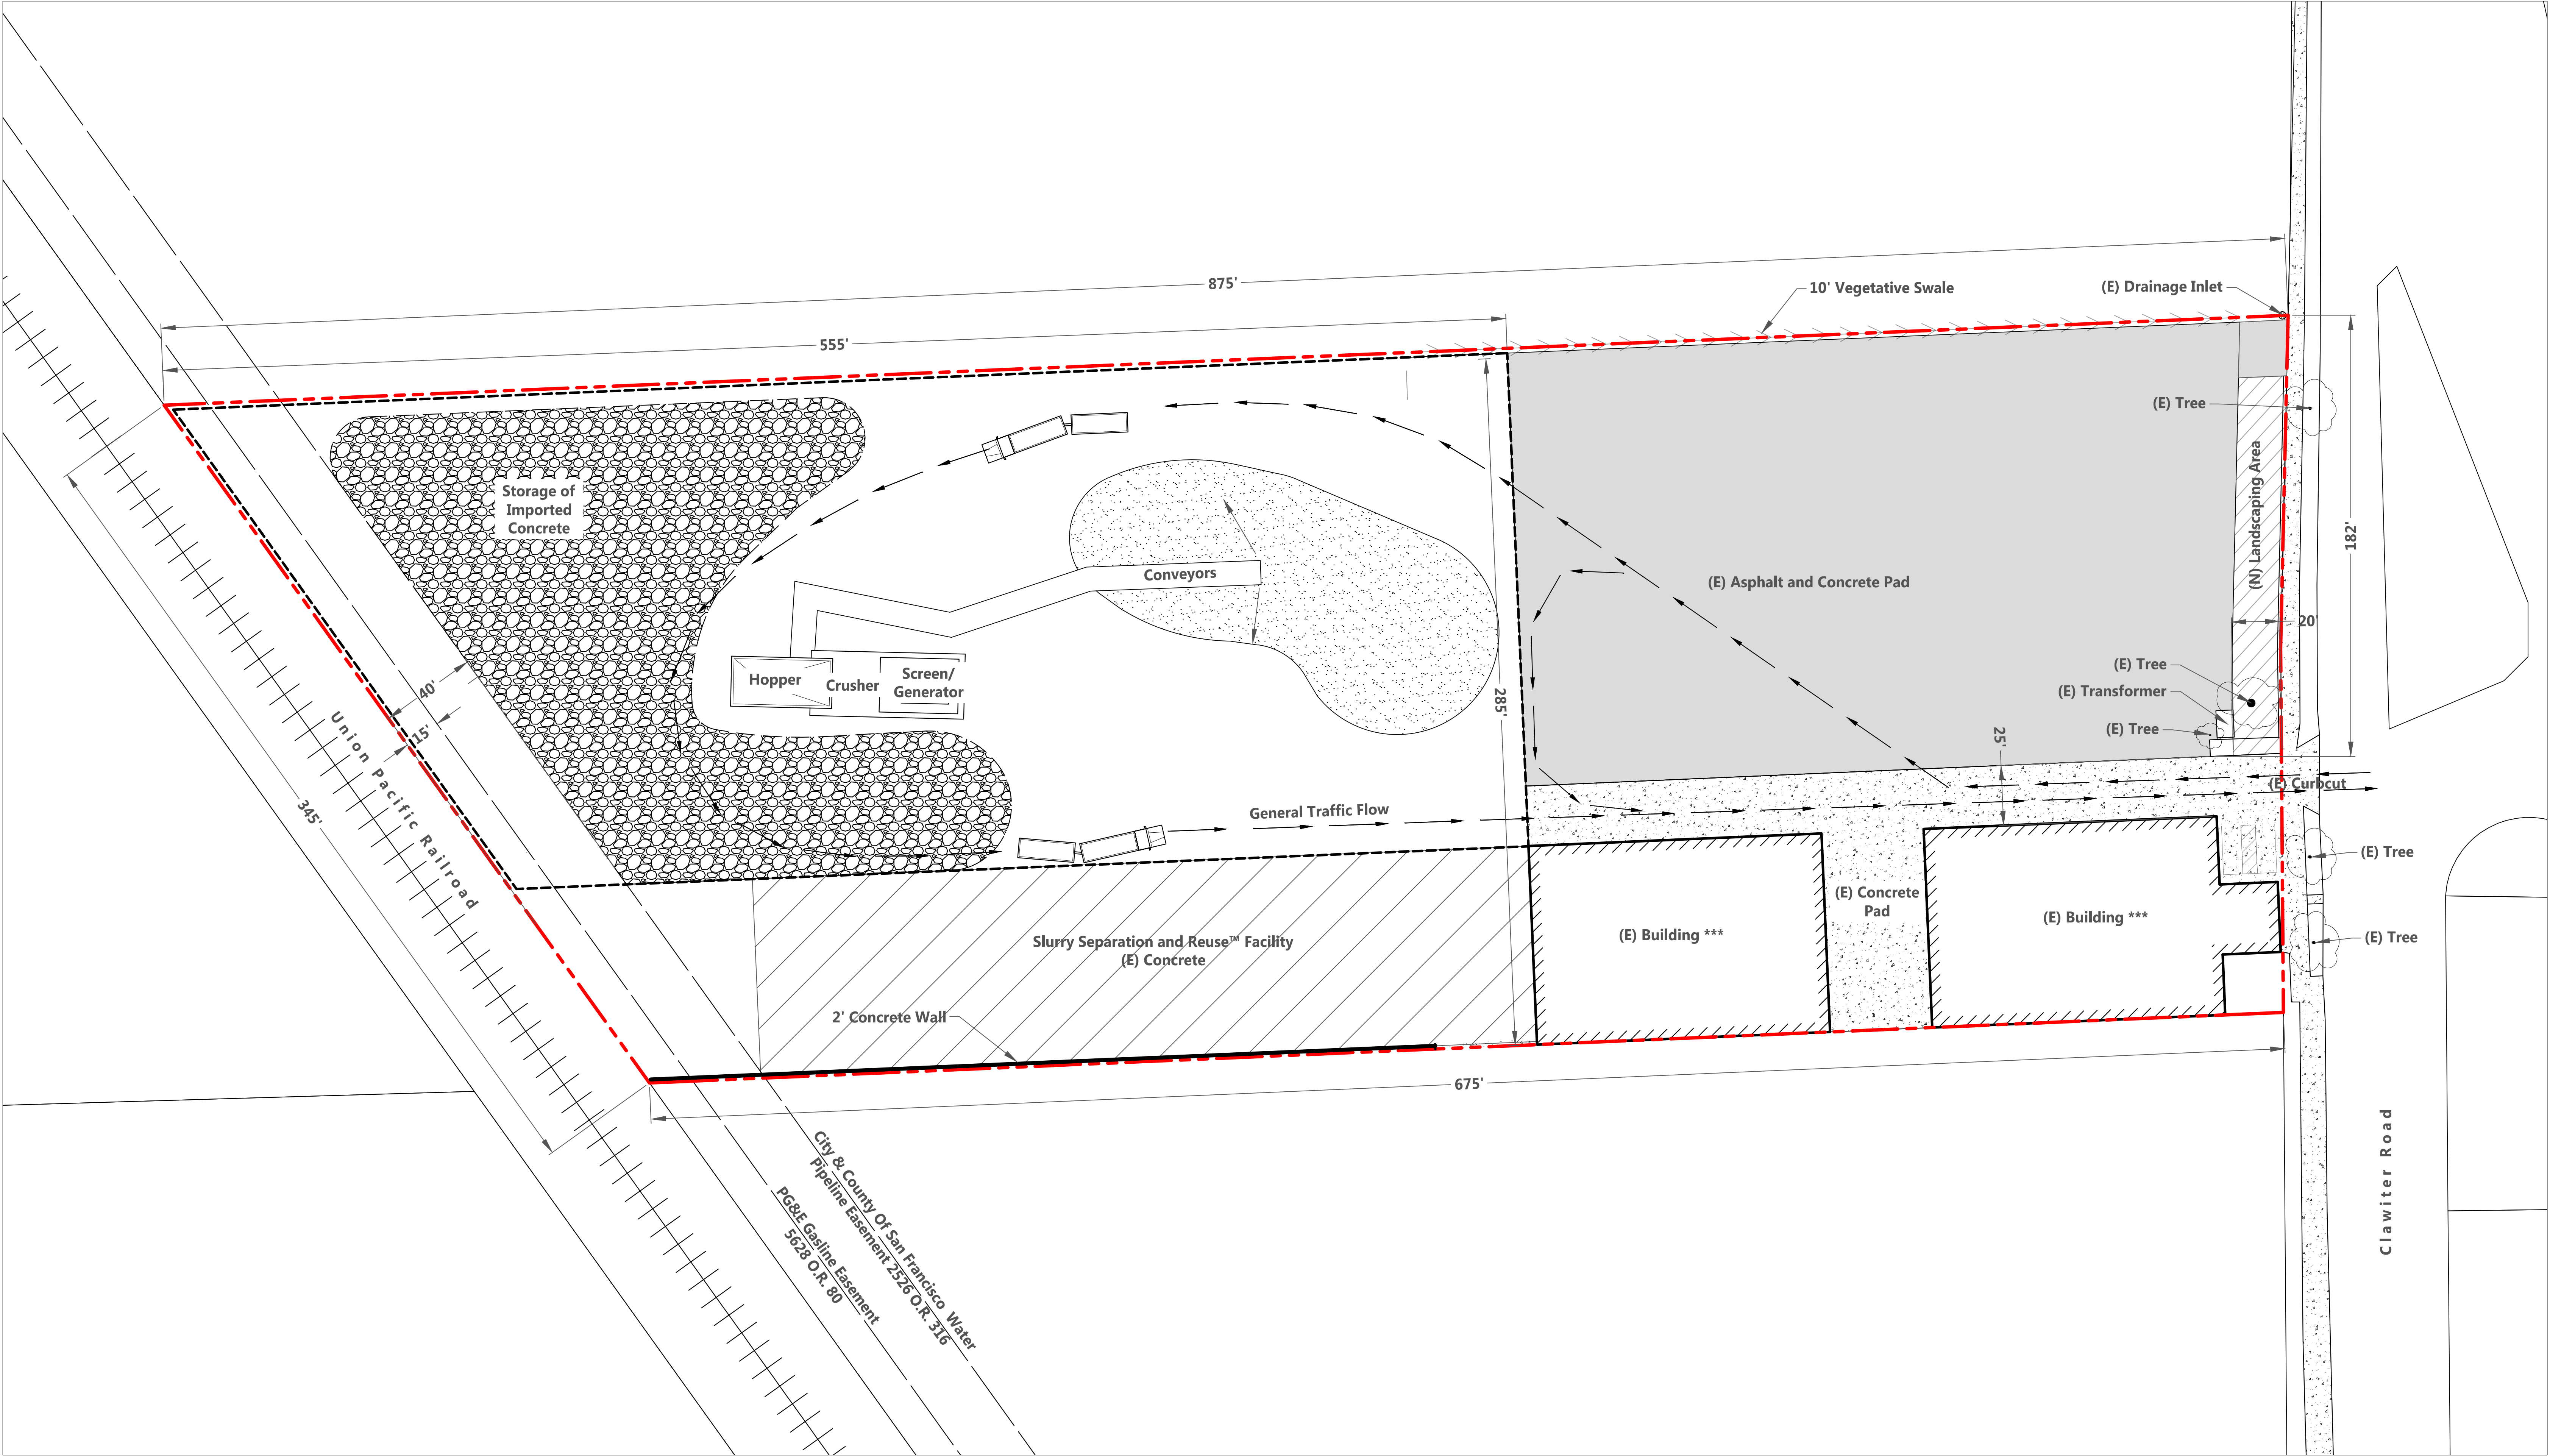 875'
10' Vegetative Swale
(E) Drainage Inlet
555'
(E) Tree
Storage of
Imported
Concrete
(N) Landscaping Area
182'
Conveyors
(E) Asphalt and Concrete Pad
20'
Hopper
Crusher
Screen/
Generator
285'
(E) Tree
(E) Transformer
(E) Tree
40'
15'
25'
Union Pacific Railroad
345'
General Traffic Flow
(E) Curbcut
(E) Tree
(E) Concrete
Pad
(E) Building ***
(E) Building ***
(E) Tree
Slurry Separation and Reuse™ Facility
(E) Concrete
2' Concrete Wall
675'
City & County Of San Francisco Water
Pipeline Easement 2526 O.R. 316
PG&E Gasline Easement
5628 O.R. 80
Clawiter Road